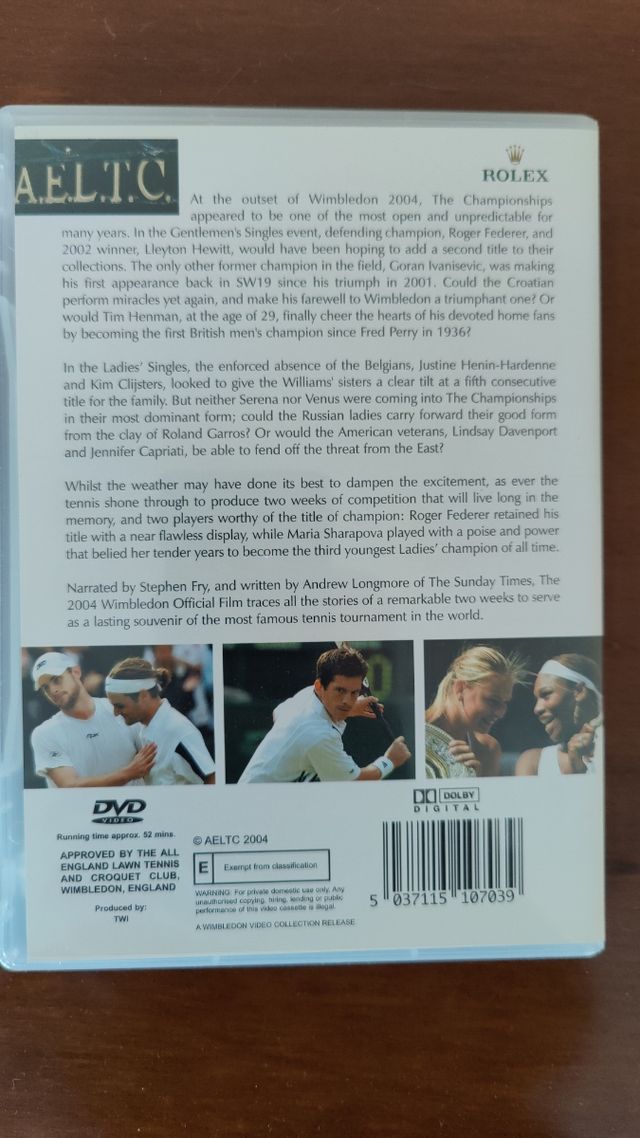 A.E.L.T.C.
ROLEX
At the outset of Wimbledon 2004, The Championships
appeared to be one of the most open and unpredictable for
many years. In the Gentlemen's Singles event, defending champion, Roger Federer, and
2002 winner, Lleyton Hewitt, would have been hoping to add a second title to their
collections. The only other former champion in the field, Goran Ivanisevic, was making
his first appearance back in SW19 since his triumph in 2001. Could the Croatian
perform miracles yet again, and make his farewell to Wimbledon a triumphant one? Or
would Tim Henman, at the age of 29, finally cheer the hearts of his devoted home fans
by becoming the first British men's champion since Fred Perry in 1936?
In the Ladies' Singles, the enforced absence of the Belgians, Justine Henin-Hardenne
and Kim Clijsters, looked to give the Williams' sisters a clear tilt at a fifth consecutive
title for the family. But neither Serena nor Venus were coming into The Championships
in their most dominant form; could the Russian ladies carry forward their good form
from the clay of Roland Garros? Or would the American veterans, Lindsay Davenport
and Jennifer Capriati, be able to fend off the threat from the East?
Whilst the weather may have done its best to dampen the excitement, as ever the
tennis shone through to produce two weeks of competition that will live long in the
memory, and two players worthy of the title of champion: Roger Federer retained his
title with a near flawless display, while Maria Sharapova played with a poise and power
that belied her tender years to become the third youngest Ladies' champion of all time.
Narrated by Stephen Fry, and written by Andrew Longmore of The Sunday Times, The
2004 Wimbledon Official Film traces all the stories of a remarkable two weeks to serve
as a lasting souvenir of the most famous tennis tournament in the world.
DVD
VIDEO
Running time approx. 52 mins.
APPROVED BY THE ALL
ENGLAND LAWN TENNIS
AND CROQUET CLUB,
WIMBLEDON, ENGLAND
Produced by:
TWI
© AELTC 2004
E Exempt from classification
WARNING: For private domestic use only. Any
unauthorised copying, hiring, lending or public
performance of this video cassette is illegal.
A WIMBLEDON VIDEO COLLECTION RELEASE
DOLBY
DIGITAL
5 037115 107039